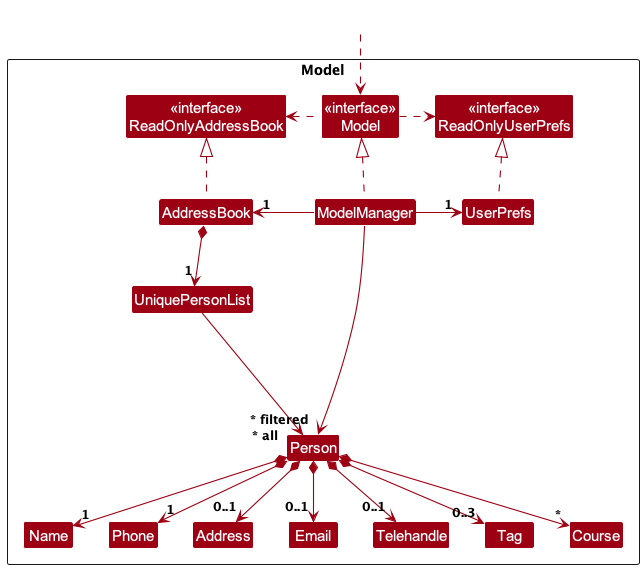 Model
«interface»
ReadOnlyAddressBook
«interface»
Model
«interface»
ReadOnlyUserPrefs
AddressBook
1
ModelManager
1
UserPrefs
1
UniquePersonList
* filtered
* all
Person
1
1
0..1
0..1
0..1
0..3
*
Name
Phone
Address
Email
Telehandle
Tag
Course